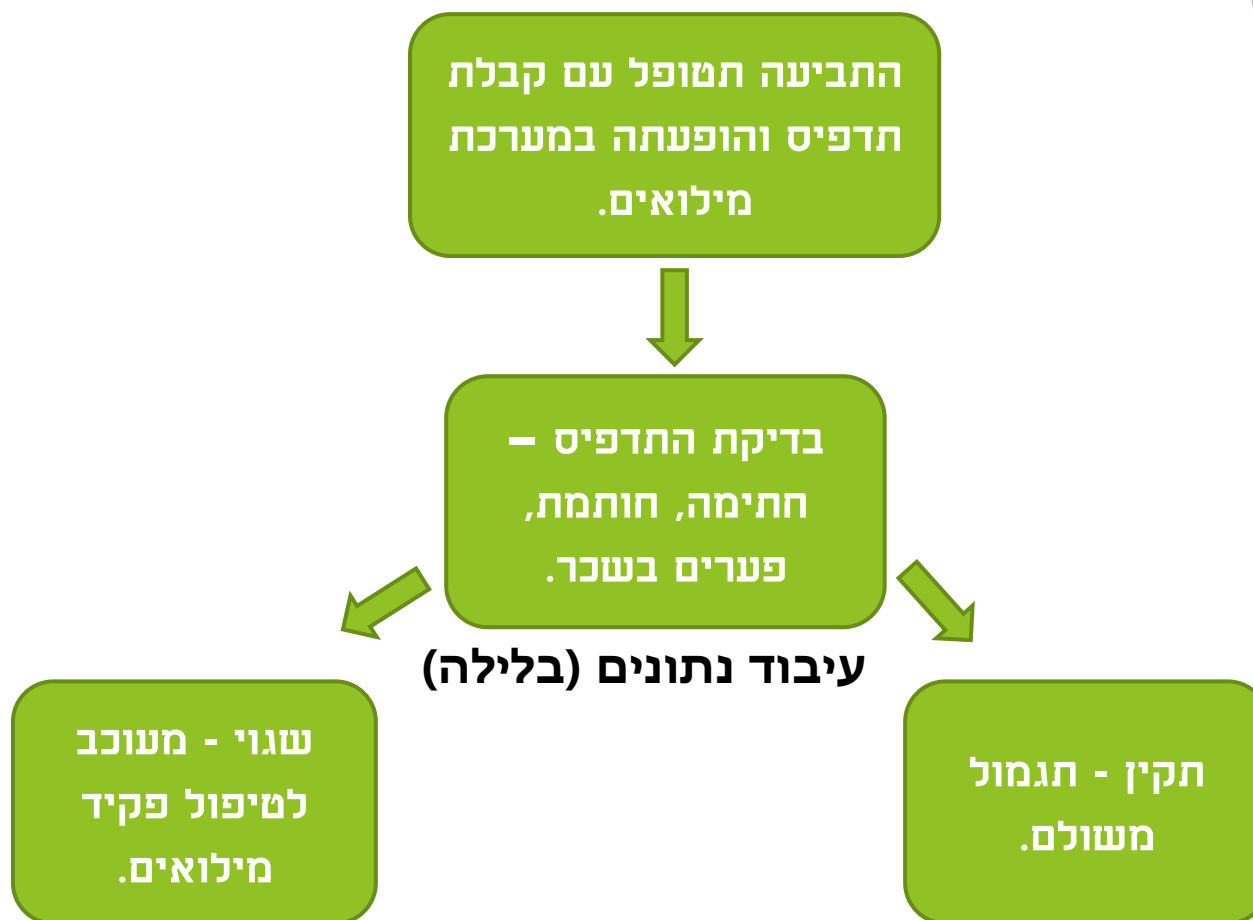 התביעה תטופל עם קבלת
תדפיס והופעתה במערכת
מילואים.
בדיקת התדפיס –
חתימה, חותמת,
פערים בשכר.
עיבוד נתונים (בלילה)
תקין - תגמול
משולם.
שגוי - מעוכב
לטיפול פקיד
מילואים.